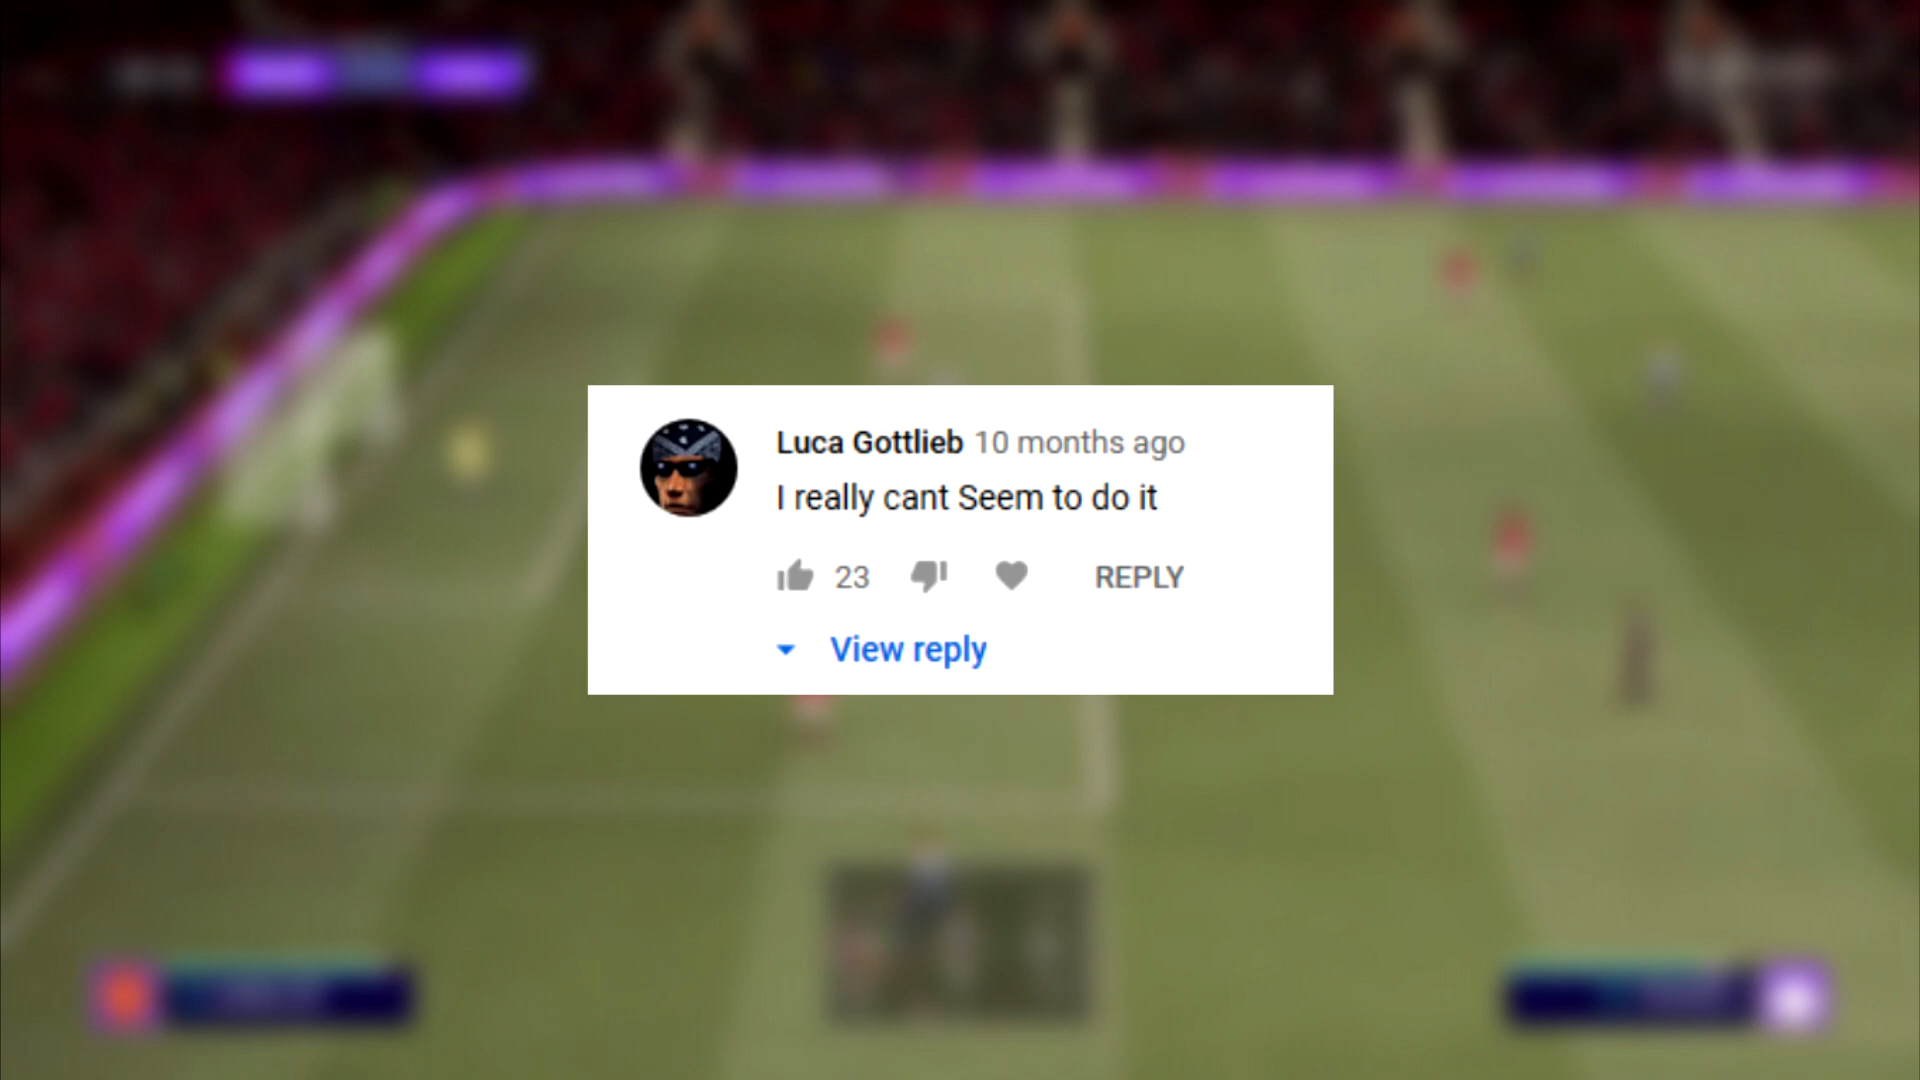 Luca Gottlieb 10 months ago
I really cant Seem to do it
23 REPLY
View reply